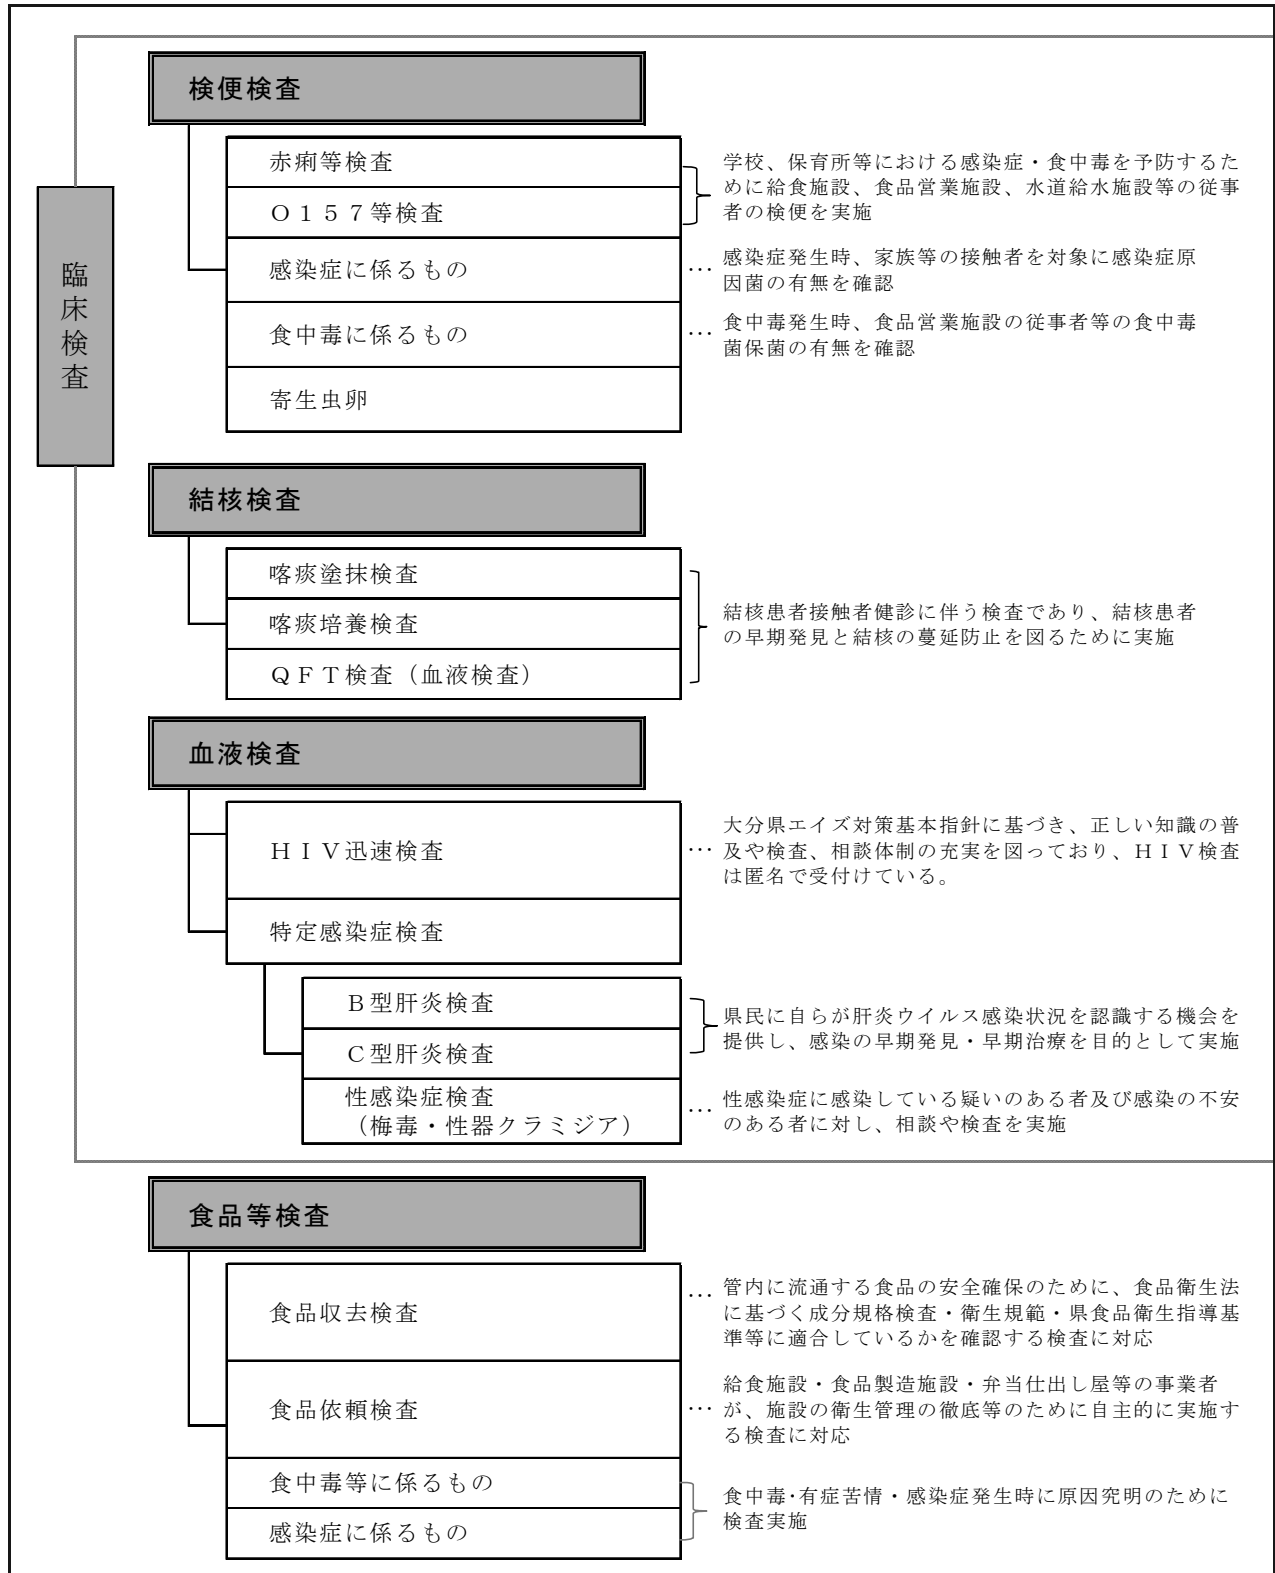 臨床検査
検便検査
赤痢等検査
Ｏ１５７等検査
学校、保育所等における感染症・食中毒を予防するた
めに給食施設、食品営業施設、水道給水施設等の従事
者の検便を実施
感染症に係るもの
… 感染症発生時、家族等の接触者を対象に感染症原
因菌の有無を確認
食中毒に係るもの
… 食中毒発生時、食品営業施設の従事者等の食中毒
菌保菌の有無を確認
寄生虫卵
結核検査
喀痰塗抹検査
喀痰培養検査
ＱＦＴ検査（血液検査）
結核患者接触者健診に伴う検査であり、結核患者
の早期発見と結核の蔓延防止を図るために実施
血液検査
ＨＩＶ迅速検査
大分県エイズ対策基本指針に基づき、正しい知識の普
… 及や検査、相談体制の充実を図っており、ＨＩＶ検査
は匿名で受付けている。
特定感染症検査
Ｂ型肝炎検査
Ｃ型肝炎検査
県民に自らが肝炎ウイルス感染状況を認識する機会を
提供し、感染の早期発見・早期治療を目的として実施
性感染症検査
（梅毒・性器クラミジア）
… 性感染症に感染している疑いのある者及び感染の不安
のある者に対し、相談や検査を実施
食品等検査
食品収去検査
… 管内に流通する食品の安全確保のために、食品衛生法
に基づく成分規格検査・衛生規範・県食品衛生指導基
準等に適合しているかを確認する検査に対応
食品依頼検査
給食施設・食品製造施設・弁当仕出し屋等の事業者
… が、施設の衛生管理の徹底等のために自主的に実施す
る検査に対応
食中毒等に係るもの
感染症に係るもの
食中毒･有症苦情・感染症発生時に原因究明のために
検査実施